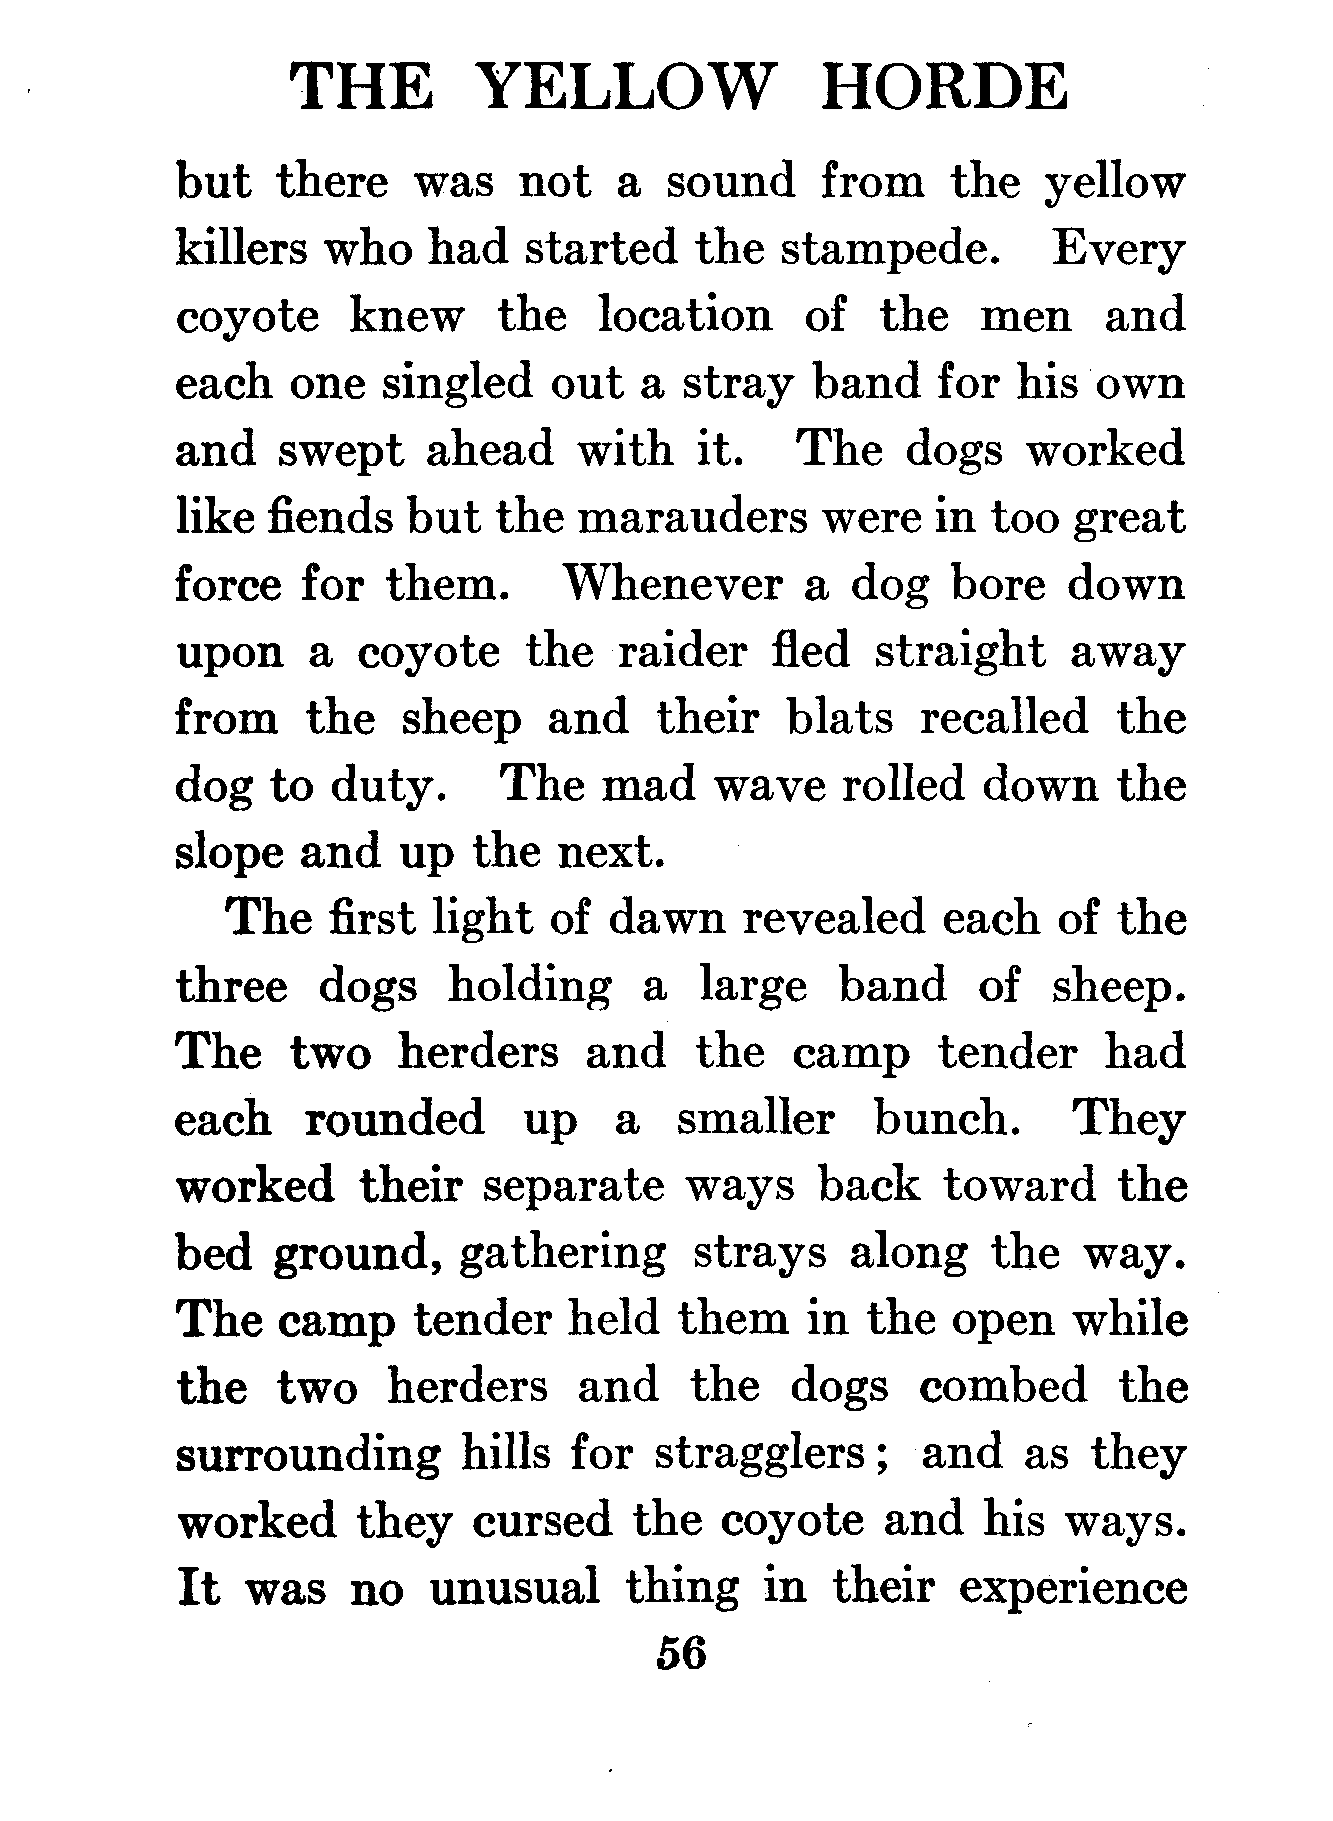 THE YELLOW HORDE
but there was not a sound from the yellow
killers who had started the stampede. Every
coyote knew the location of the men and
each one singled out a stray band for his own
and swept ahead with it. The dogs worked
like fiends but the marauders were in too great
force for them. Whenever a dog bore down
upon a coyote the raider fled straight away
from the sheep and their blats recalled the
dog to duty. The mad wave rolled down the
slope and up the next.
The first light of dawn revealed each of the
three dogs holding a large band of sheep.
The two herders and the camp tender had
each rounded up a smaller bunch. They
worked their separate ways back toward the
bed ground, gathering strays along the way.
The camp tender held them in the open while
the two herders and the dogs combed the
surrounding hills for stragglers; and as they
worked they cursed the coyote and his ways.
It was no unusual thing in their experience
56